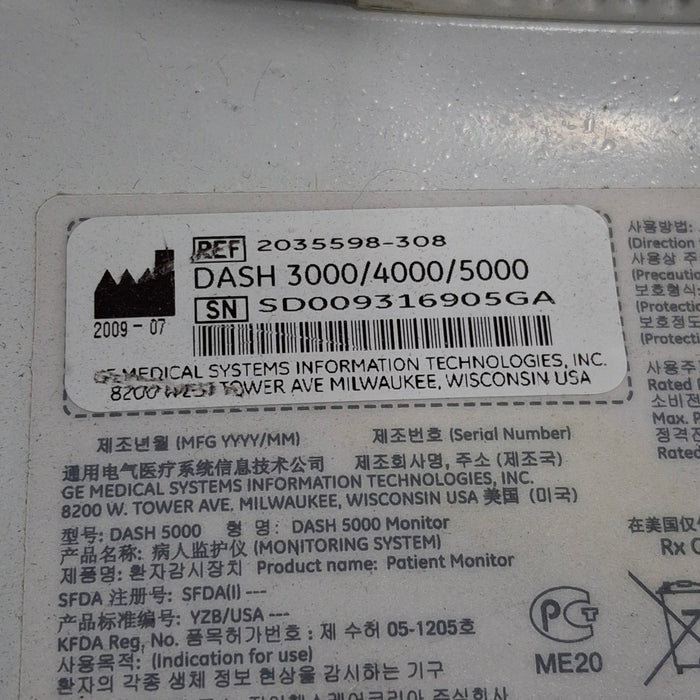 REF 2035598-308
DASH 3000/4000/5000
SN SD009316905GA
2009-07
GE MEDICAL SYSTEMS INFORMATION TECHNOLOGIES, INC.
8200 WEST TOWER AVE MILWAUKEE, WISCONSIN USA
제조년월 (MFG YYYY/MM) 제조번호 (Serial Number)
通用电气医疗系统信息技术公司 제조회사명, 주소 (제조국)
GE MEDICAL SYSTEMS INFORMATION TECHNOLOGIES, INC.
8200 W. TOWER AVE. MILWAUKEE, WISCONSIN USA 美国 (미국)
型号: DASH 5000 형 명: DASH 5000 Monitor
产品名称: 病人监护仪 (MONITORING SYSTEM)
제품명: 환자감시장치 Product name: Patient Monitor
SFDA 注册号: SFDA(I) ---
产品标准编号: YZB/USA ---
KFDA Reg. No. 품목허가번호 : 제 수허 05-1205호
사용목적: (Indication for use)
환자의 각종 생체 정보 현상을 감시하는 기구
사용방법:
(Direction
사용상 주
보호형식:
보호정도
사용주
Rated
소비전
Max. P
정격전
Rated
在美国仅
Rx
PCT
ME20